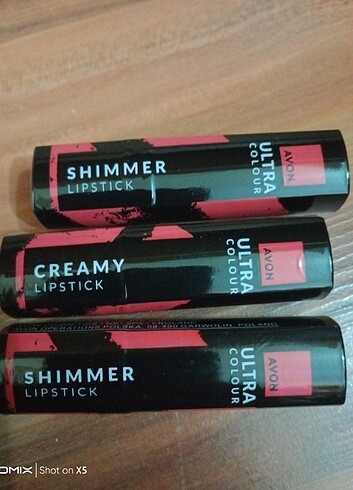 SHIMMER
LIPSTICK
ULTRA
COLOUR
AVON
CREAMY
LIPSTICK
ULTRA
COLOUR
AVON
AVON OPERATIONS POLSKA, 08-400 GARWOLIN, POLAND
SHIMMER
LIPSTICK
ULTRA
COLOUR
AVON
OMIX | Shot on X5